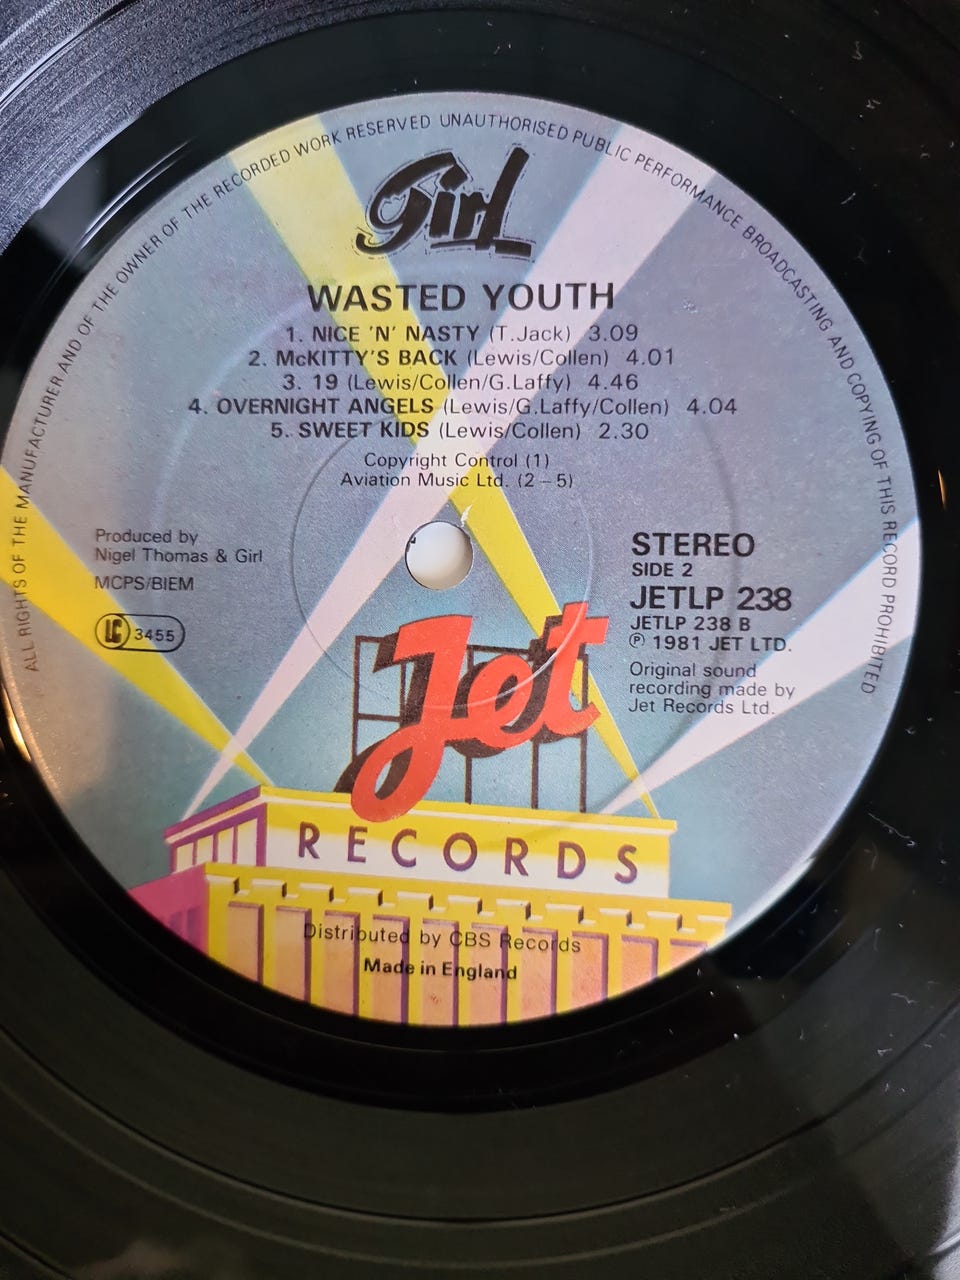 ALL RIGHTS OF THE MANUFACTURER AND OF THE OWNER OF THE RECORDED WORK RESERVED UNAUTHORISED PUBLIC PERFORMANCE BROADCASTING AND COPYING OF THIS RECORD PROHIBITED
Girl
WASTED YOUTH
1. NICE 'N' NASTY (T.Jack) 3.09
2. McKITTY'S BACK (Lewis/Collen) 4.01
3. 19 (Lewis/Collen/G.Laffy) 4.46
4. OVERNIGHT ANGELS (Lewis/G.Laffy/Collen) 4.04
5. SWEET KIDS (Lewis/Collen) 2.30
Copyright Control (1)
Aviation Music Ltd. (2–5)
Produced by
Nigel Thomas & Girl
MCPS/BIEM
LC 3455
STEREO
SIDE 2
JETLP 238
JETLP 238 B
℗ 1981 JET LTD.
Original sound
recording made by
Jet Records Ltd.
Jet
RECORDS
Distributed by CBS Records
Made in England